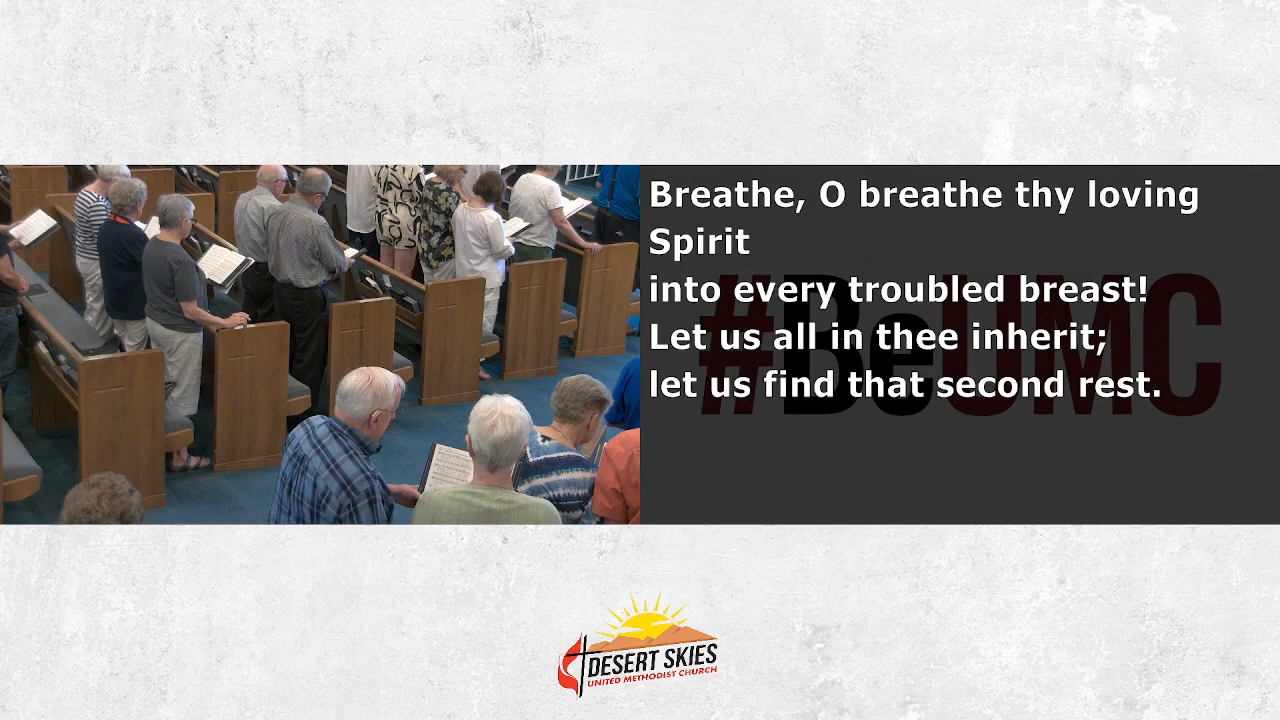 Breathe, O breathe thy loving
Spirit
into every troubled breast!
Let us all in thee inherit;
let us find that second rest.
#BeUMC
DESERT SKIES
UNITED METHODIST CHURCH